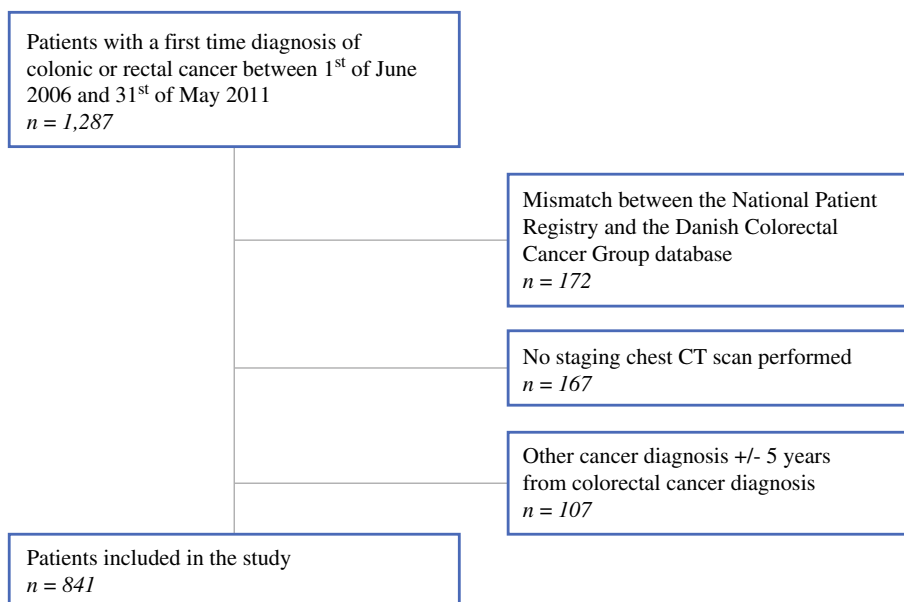 Patients with a first time diagnosis of
colonic or rectal cancer between 1st of June
2006 and 31st of May 2011
n = 1,287
Mismatch between the National Patient
Registry and the Danish Colorectal
Cancer Group database
n = 172
No staging chest CT scan performed
n = 167
Other cancer diagnosis +/- 5 years
from colorectal cancer diagnosis
n = 107
Patients included in the study
n = 841